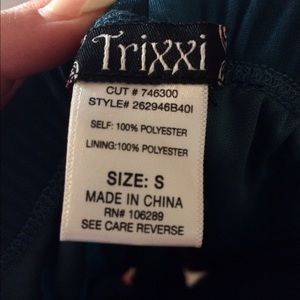 Trixxi
CUT # 746300
STYLE# 262946B40I
SELF: 100% POLYESTER
LINING:100% POLYESTER
SIZE: S
MADE IN CHINA
RN# 106289
SEE CARE REVERSE